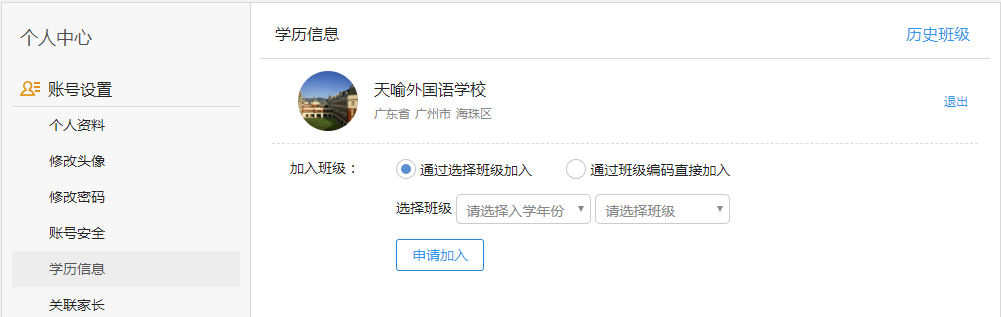 个人中心
账号设置
个人资料
修改头像
修改密码
账号安全
学历信息
关联家长
学历信息
历史班级
天喻外国语学校
广东省 广州市 海珠区
退出
加入班级： 通过选择班级加入 通过班级编码直接加入
选择班级 请选择入学年份 请选择班级
申请加入